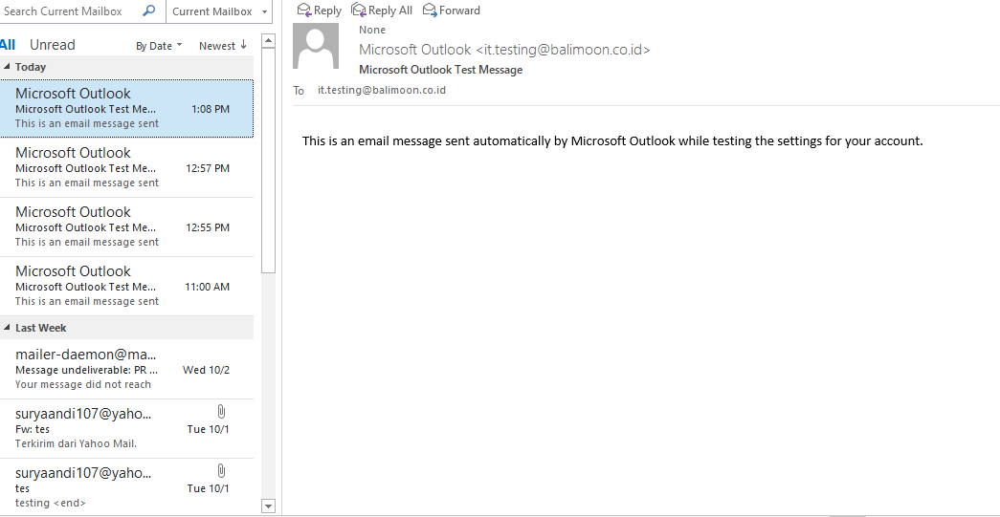 Search Current Mailbox
Current Mailbox
All Unread By Date Newest ↓
Today
Microsoft Outlook
Microsoft Outlook Test Me... 1:08 PM
This is an email message sent
Microsoft Outlook
Microsoft Outlook Test Me... 12:57 PM
This is an email message sent
Microsoft Outlook
Microsoft Outlook Test Me... 12:55 PM
This is an email message sent
Microsoft Outlook
Microsoft Outlook Test Me... 11:00 AM
This is an email message sent
Last Week
mailer-daemon@ma...
Message undeliverable: PR ... Wed 10/2
Your message did not reach
suryaandi107@yaho...
Fw: tes Tue 10/1
Terkirim dari Yahoo Mail.
suryaandi107@yaho...
tes Tue 10/1
testing <end>
Reply Reply All Forward
None
Microsoft Outlook <it.testing@balimoon.co.id>
Microsoft Outlook Test Message
To it.testing@balimoon.co.id
This is an email message sent automatically by Microsoft Outlook while testing the settings for your account.